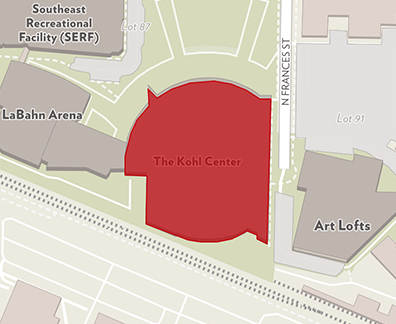 Southeast
Recreational
Facility (SERF)
Lot 87
N FRANCES ST
LaBahn Arena
Lot 91
The Kohl Center
Art Lofts